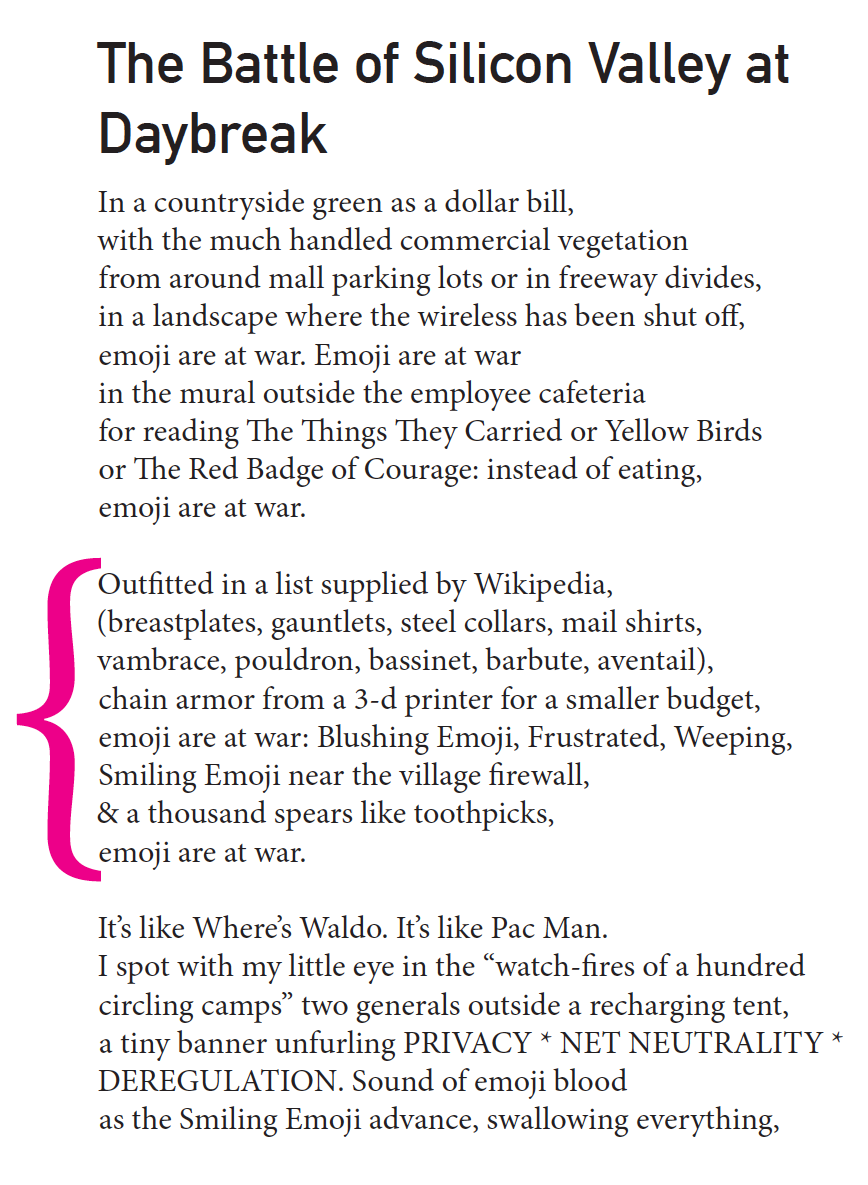 The Battle of Silicon Valley at
Daybreak
In a countryside green as a dollar bill,
with the much handled commercial vegetation
from around mall parking lots or in freeway divides,
in a landscape where the wireless has been shut off,
emoji are at war. Emoji are at war
in the mural outside the employee cafeteria
for reading The Things They Carried or Yellow Birds
or The Red Badge of Courage: instead of eating,
emoji are at war.
Outfitted in a list supplied by Wikipedia,
(breastplates, gauntlets, steel collars, mail shirts,
vambrace, pouldron, bassinet, barbute, aventail),
chain armor from a 3-d printer for a smaller budget,
emoji are at war: Blushing Emoji, Frustrated, Weeping,
Smiling Emoji near the village firewall,
& a thousand spears like toothpicks,
emoji are at war.
It’s like Where’s Waldo. It’s like Pac Man.
I spot with my little eye in the “watch-fires of a hundred
circling camps” two generals outside a recharging tent,
a tiny banner unfurling PRIVACY * NET NEUTRALITY *
DEREGULATION. Sound of emoji blood
as the Smiling Emoji advance, swallowing everything,